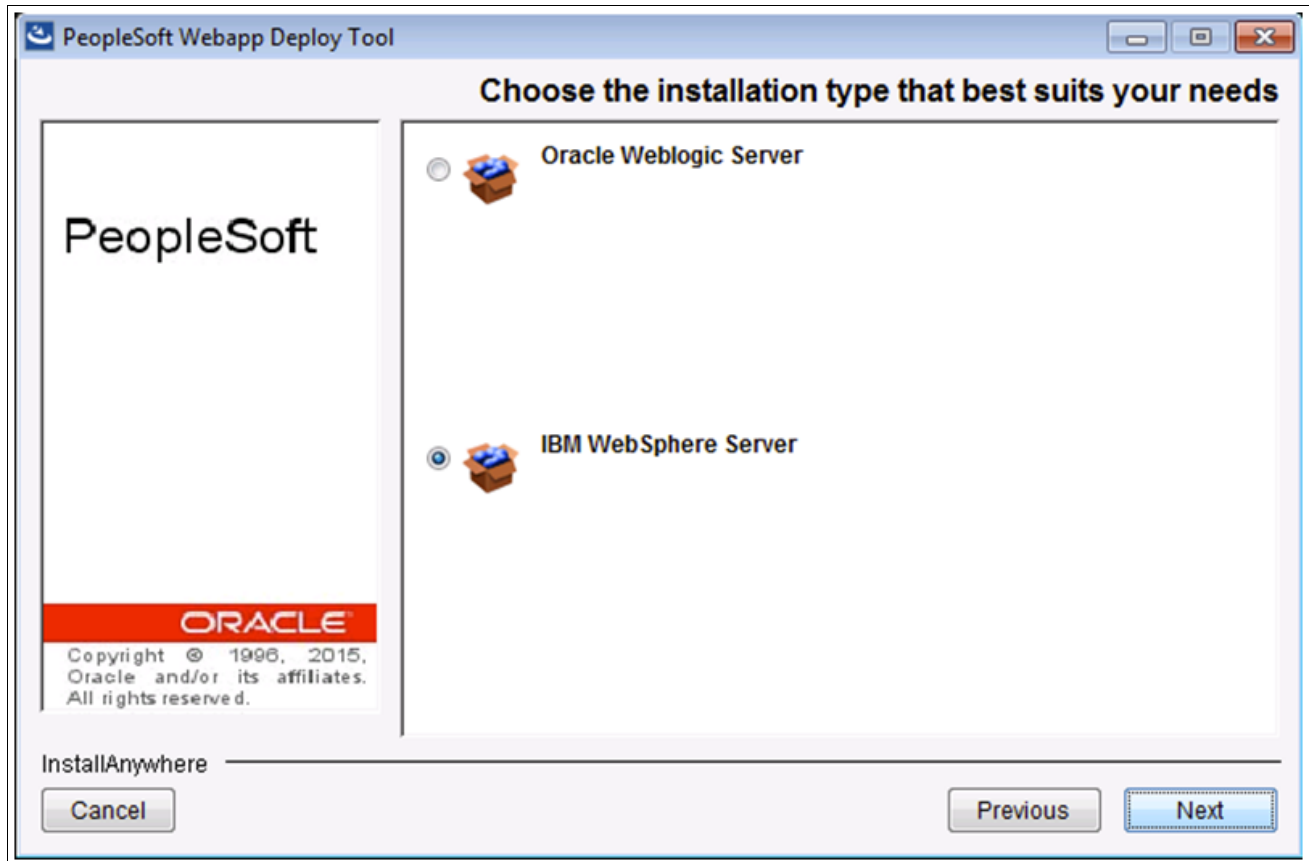 PeopleSoft Webapp Deploy Tool
Choose the installation type that best suits your needs
PeopleSoft
ORACLE
Copyright © 1996, 2015,
Oracle and/or its affiliates.
All rights reserved.
Oracle Weblogic Server
IBM WebSphere Server
InstallAnywhere
Cancel
Previous
Next